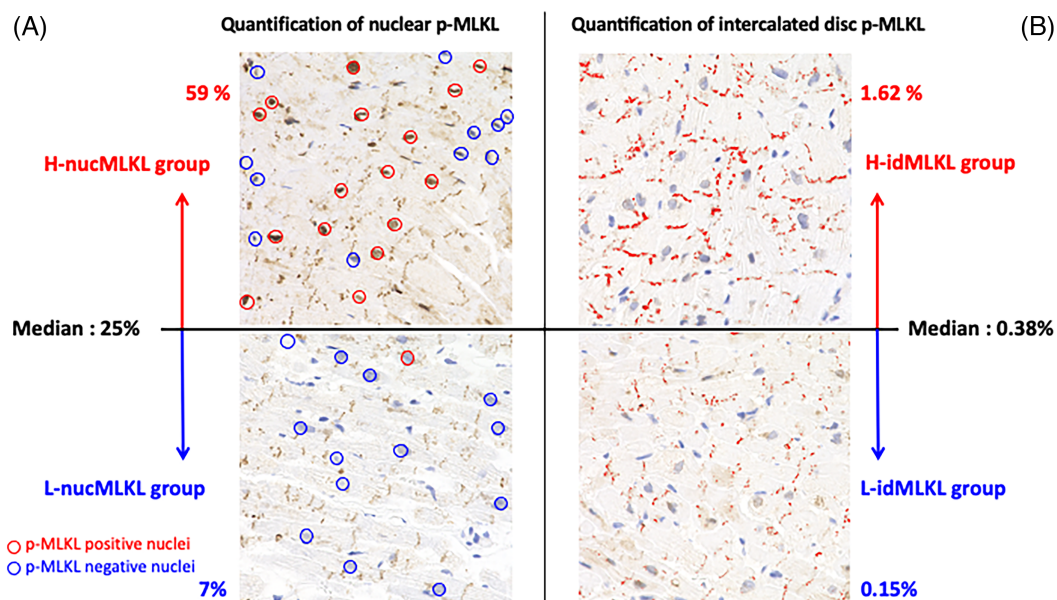 (A)
Quantification of nuclear p-MLKL
Quantification of intercalated disc p-MLKL
(B)
59 %
1.62 %
H-nucMLKL group
H-idMLKL group
Median : 25%
Median : 0.38%
L-nucMLKL group
L-idMLKL group
p-MLKL positive nuclei
p-MLKL negative nuclei
7%
0.15%